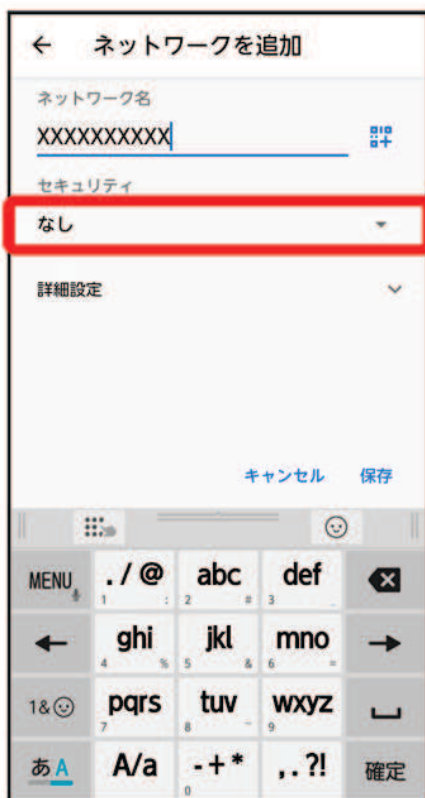 ← ネットワークを追加
ネットワーク名
XXXXXXXXXX
セキュリティ
なし
詳細設定
キャンセル 保存
MENU ./@ abc def
1 : 2 # 3 .
← ghi jkl mno →
4 % 5 & 6 =
1&☺ pqrs tuv wxyz
7 8 ~ 9
あA A/a -+* ,.?! 確定
0